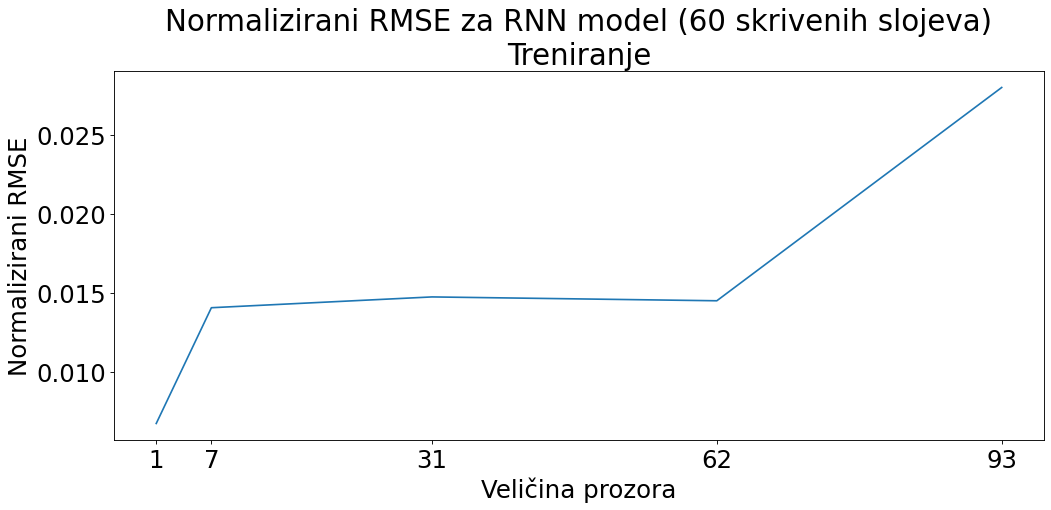 Normalizirani RMSE za RNN model (60 skrivenih slojeva)
Treniranje
Normalizirani RMSE
0.025
0.020
0.015
0.010
1 7 31 62 93
Veličina prozora